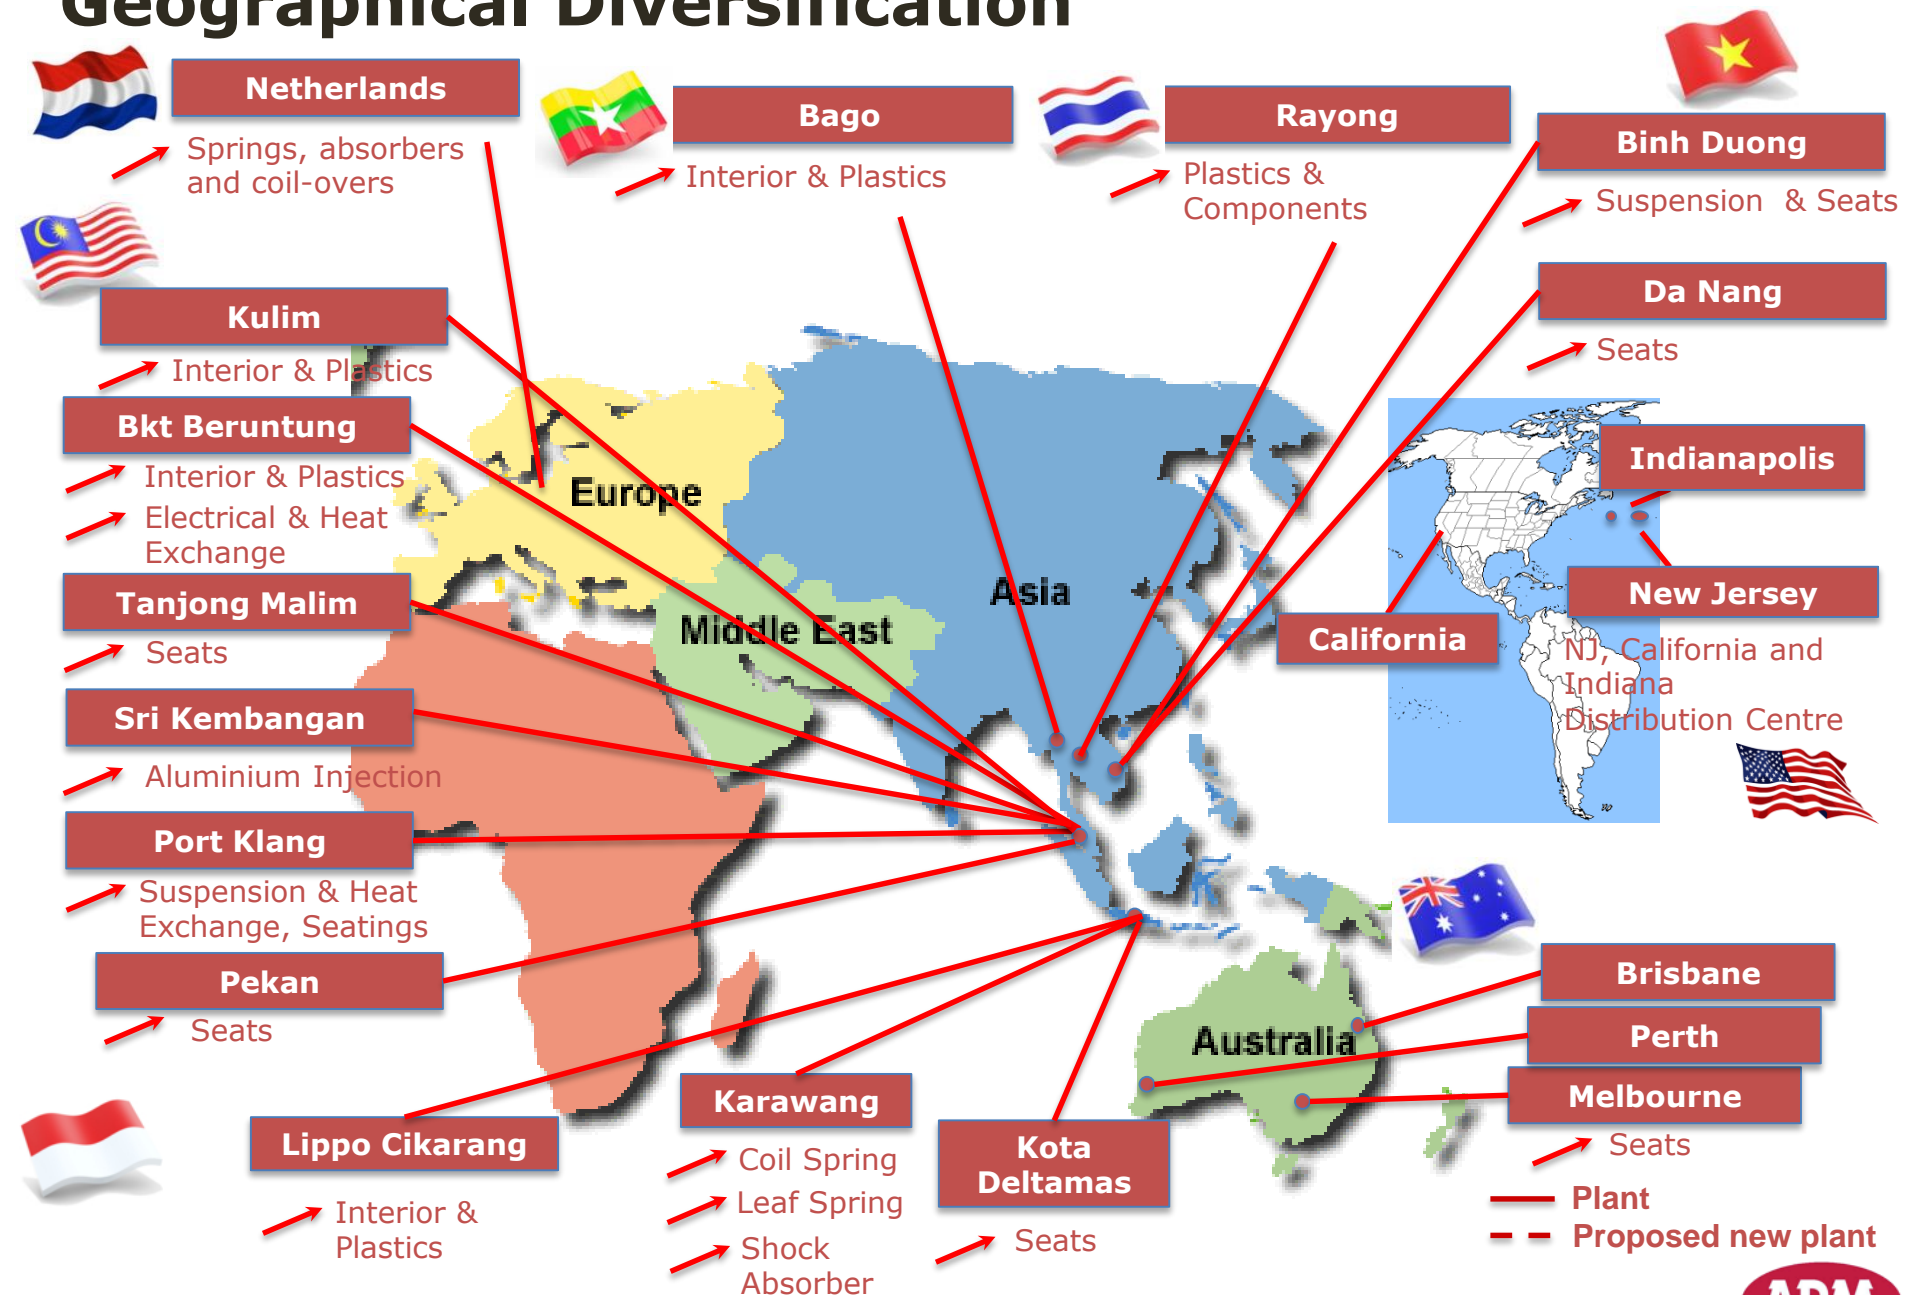 Geographical Diversification
Netherlands
Springs, absorbers
and coil-overs
Bago
Interior & Plastics
Rayong
Plastics &
Components
Binh Duong
Suspension & Seats
Da Nang
Seats
Kulim
Interior & Plastics
Bkt Beruntung
Interior & Plastics
Electrical & Heat
Exchange
Tanjong Malim
Seats
Sri Kembangan
Aluminium Injection
Port Klang
Suspension & Heat
Exchange, Seatings
Pekan
Seats
Europe
Asia
Middle East
Australia
Indianapolis
New Jersey
California
NJ, California and
Indiana
Distribution Centre
Brisbane
Perth
Melbourne
Seats
Lippo Cikarang
Interior &
Plastics
Karawang
Coil Spring
Leaf Spring
Shock
Absorber
Kota
Deltamas
Seats
Plant
Proposed new plant
APM